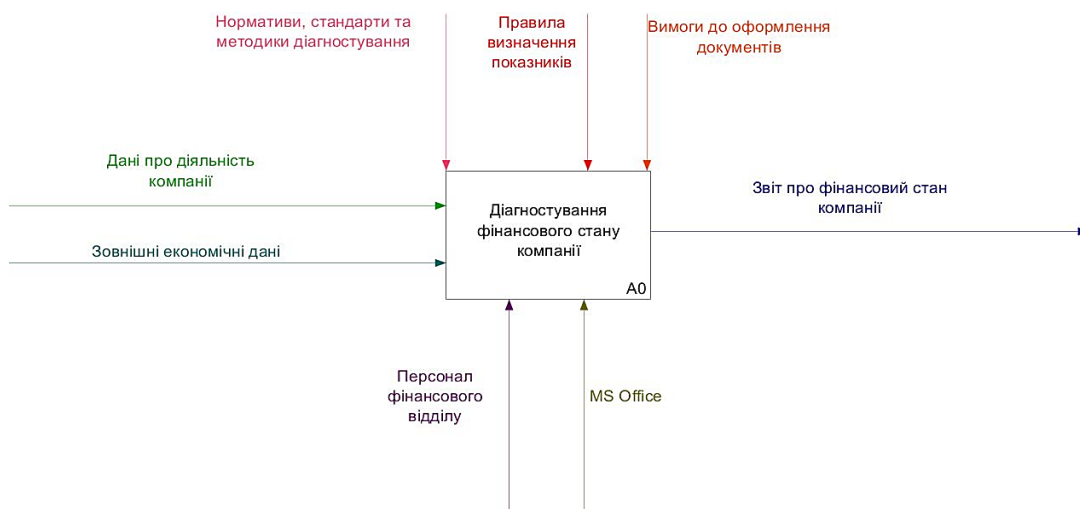 Нормативи, стандарти та
методики діагностування
Правила
визначення
показників
Вимоги до оформлення
документів
Дані про діяльність
компанії
Зовнішні економічні дані
Діагностування
фінансового стану
компанії
А0
Звіт про фінансовий стан
компанії
Персонал
фінансового
відділу
MS Office